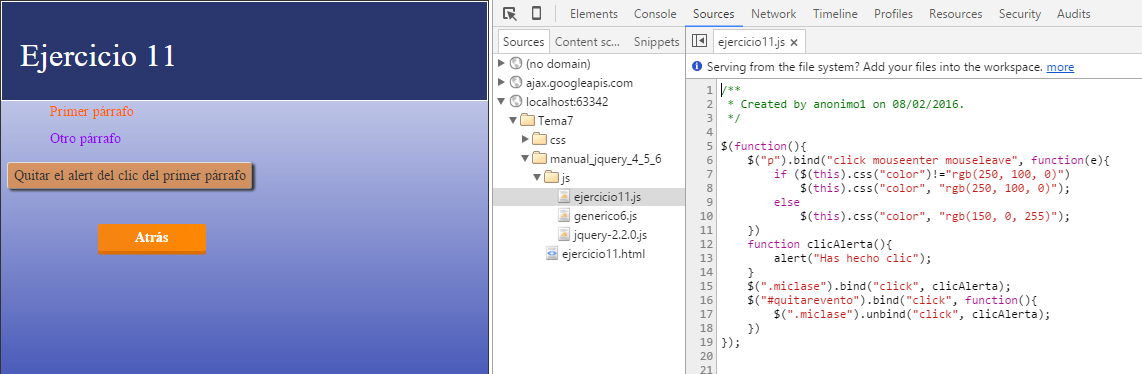 Ejercicio 11
Primer párrafo
Otro párrafo
Quitar el alert del clic del primer párrafo
Atrás
Elements Console Sources Network Timeline Profiles Resources Security Audits
Sources Content sc... Snippets
(no domain)
ajax.googleapis.com
localhost:63342
Tema7
css
manual_jquery_4_5_6
js
ejercicio11.js
generico6.js
jquery-2.2.0.js
ejercicio11.html
ejercicio11.js ×
Serving from the file system? Add your files into the workspace. more
1 /**
2 * Created by anonimo1 on 08/02/2016.
3 */
4
5 $(function(){
6 $("p").bind("click mouseenter mouseleave", function(e){
7 if ($(this).css("color")!="rgb(250, 100, 0)")
8 $(this).css("color", "rgb(250, 100, 0)");
9 else
10 $(this).css("color", "rgb(150, 0, 255)");
11 })
12 function clicAlerta(){
13 alert("Has hecho clic");
14 }
15 $(".miclase").bind("click", clicAlerta);
16 $("#quitarevento").bind("click", function(){
17 $(".miclase").unbind("click", clicAlerta);
18 })
19 });
20
21